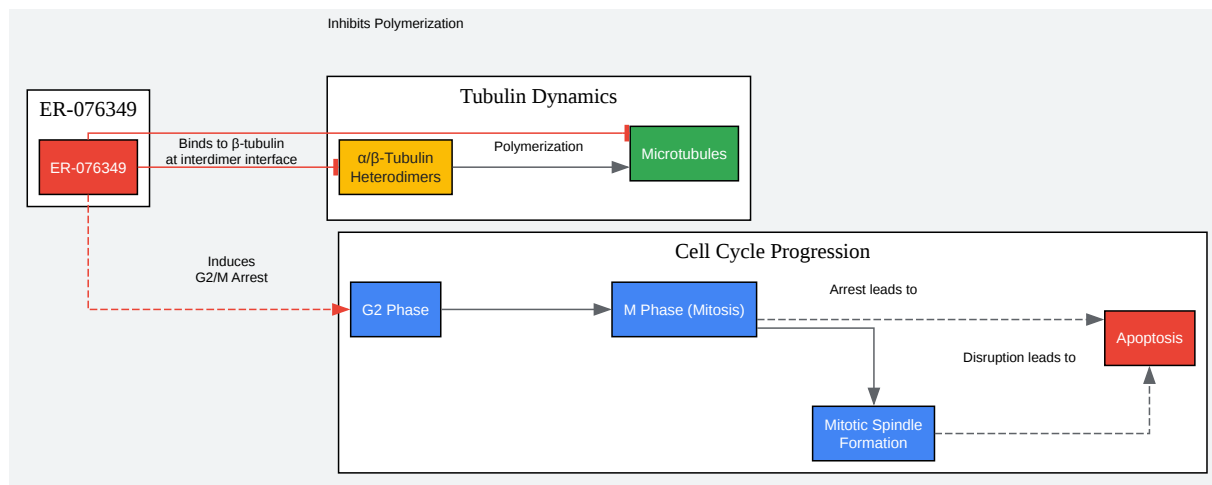 Inhibits Polymerization
ER-076349
ER-076349
Binds to β-tubulin
at interdimer interface
Tubulin Dynamics
α/β-Tubulin
Heterodimers
Polymerization
Microtubules
Induces
G2/M Arrest
Cell Cycle Progression
G2 Phase
M Phase (Mitosis)
Arrest leads to
Apoptosis
Disruption leads to
Mitotic Spindle
Formation